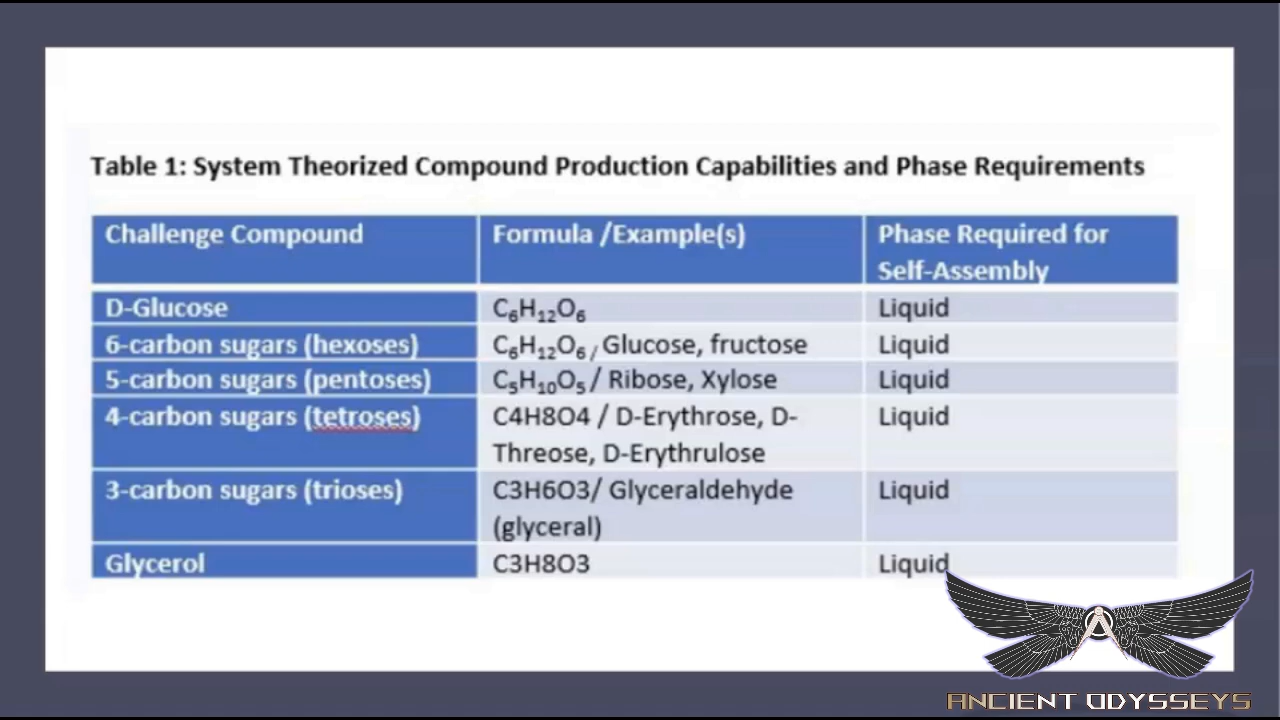 Table 1: System Theorized Compound Production Capabilities and Phase Requirements
Challenge Compound
Formula /Example(s)
Phase Required for
Self-Assembly
D-Glucose
C₆H₁₂O₆
Liquid
6-carbon sugars (hexoses)
C₆H₁₂O₆ / Glucose, fructose
Liquid
5-carbon sugars (pentoses)
C₅H₁₀O₅ / Ribose, Xylose
Liquid
4-carbon sugars (tetroses)
C4H8O4 / D-Erythrose, D-
Threose, D-Erythrulose
Liquid
3-carbon sugars (trioses)
C3H6O3/ Glyceraldehyde
(glyceral)
Liquid
Glycerol
C3H8O3
Liquid
ANCIENT ODYSSEYS